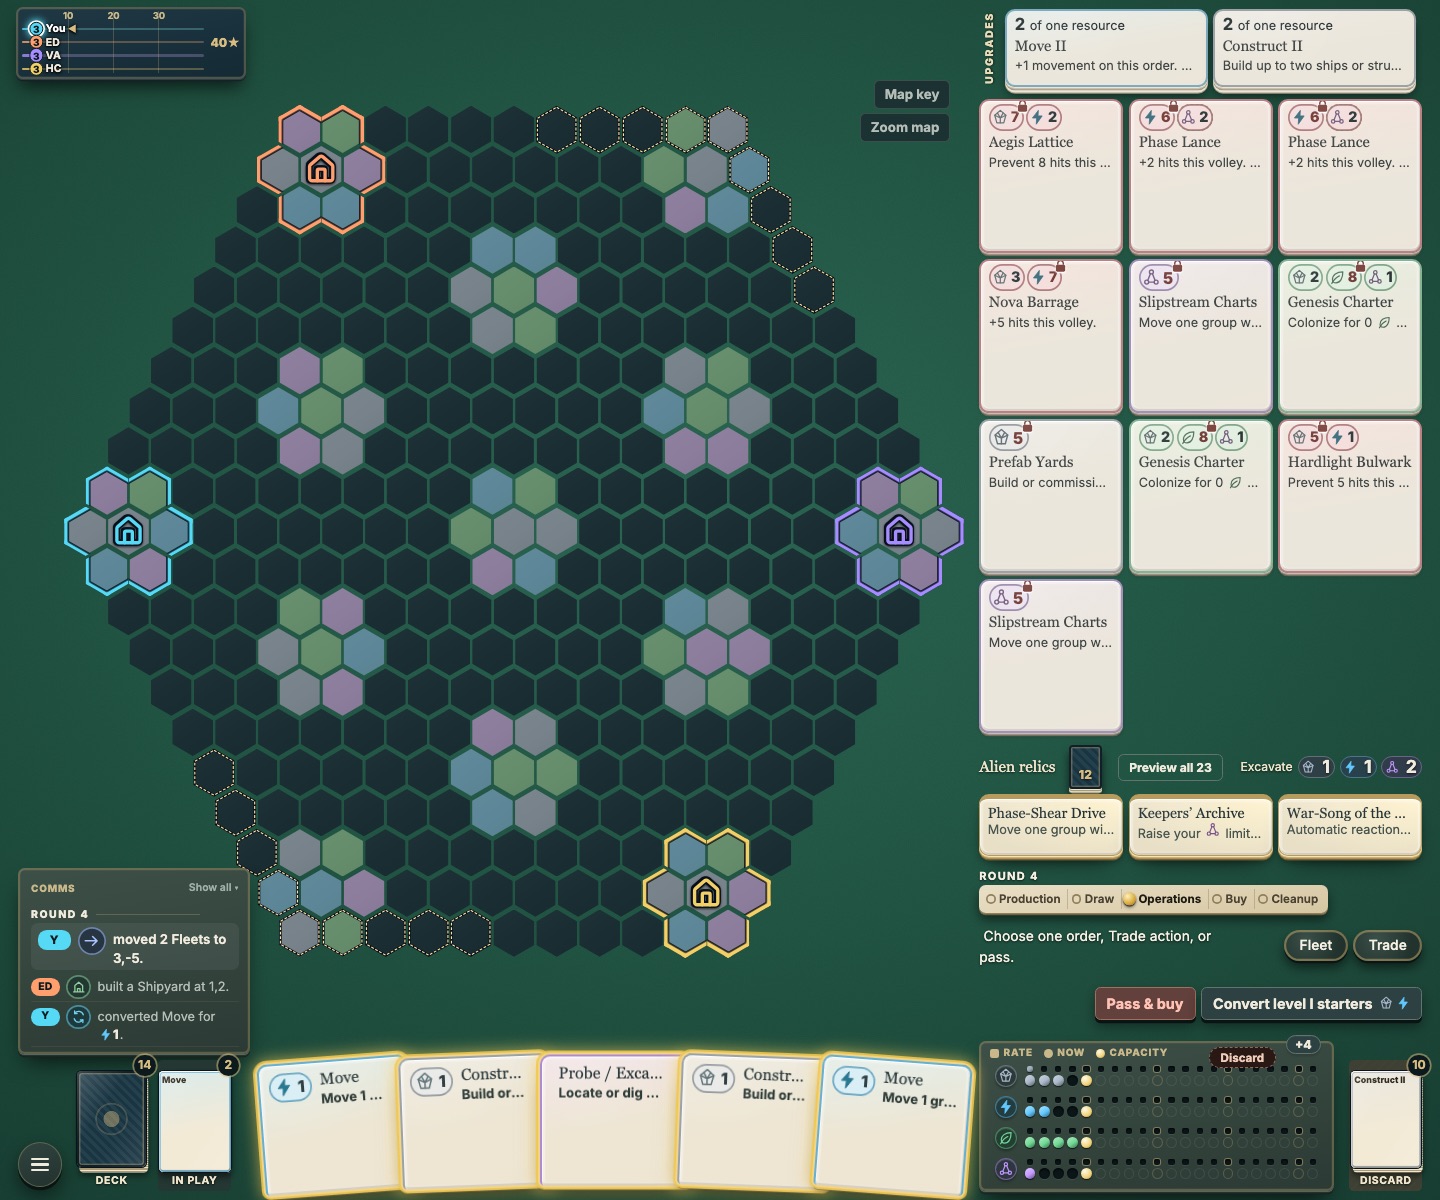 10 20 30
3 You
3 ED
3 VA
3 HC
40★
Map key
Zoom map
UPGRADES
2 of one resource
Move II
+1 movement on this order. ...
2 of one resource
Construct II
Build up to two ships or stru...
7 2
Aegis Lattice
Prevent 8 hits this ...
6 2
Phase Lance
+2 hits this volley. ...
6 2
Phase Lance
+2 hits this volley. ...
3 7
Nova Barrage
+5 hits this volley.
5
Slipstream Charts
Move one group w...
2 8 1
Genesis Charter
Colonize for 0 ...
5
Prefab Yards
Build or commissi...
2 8 1
Genesis Charter
Colonize for 0 ...
5 1
Hardlight Bulwark
Prevent 5 hits this ...
5
Slipstream Charts
Move one group w...
Alien relics
12
Preview all 23
Excavate 1 1 2
Phase-Shear Drive
Move one group wi...
Keepers’ Archive
Raise your limit...
War-Song of the ...
Automatic reaction...
ROUND 4
Production Draw Operations Buy Cleanup
Choose one order, Trade action, or
pass.
Fleet
Trade
Pass & buy
Convert level I starters
COMMS
Show all
ROUND 4
Y moved 2 Fleets to
3,-5.
ED built a Shipyard at 1,2.
Y converted Move for
1.
14
DECK
2
Move
IN PLAY
1 Move
Move 1 ...
1 Constr...
Build or...
Probe / Exca...
Locate or dig ...
1 Constr...
Build or...
1 Move
Move 1 gr...
RATE NOW CAPACITY
Discard
+4
10
Construct II
DISCARD